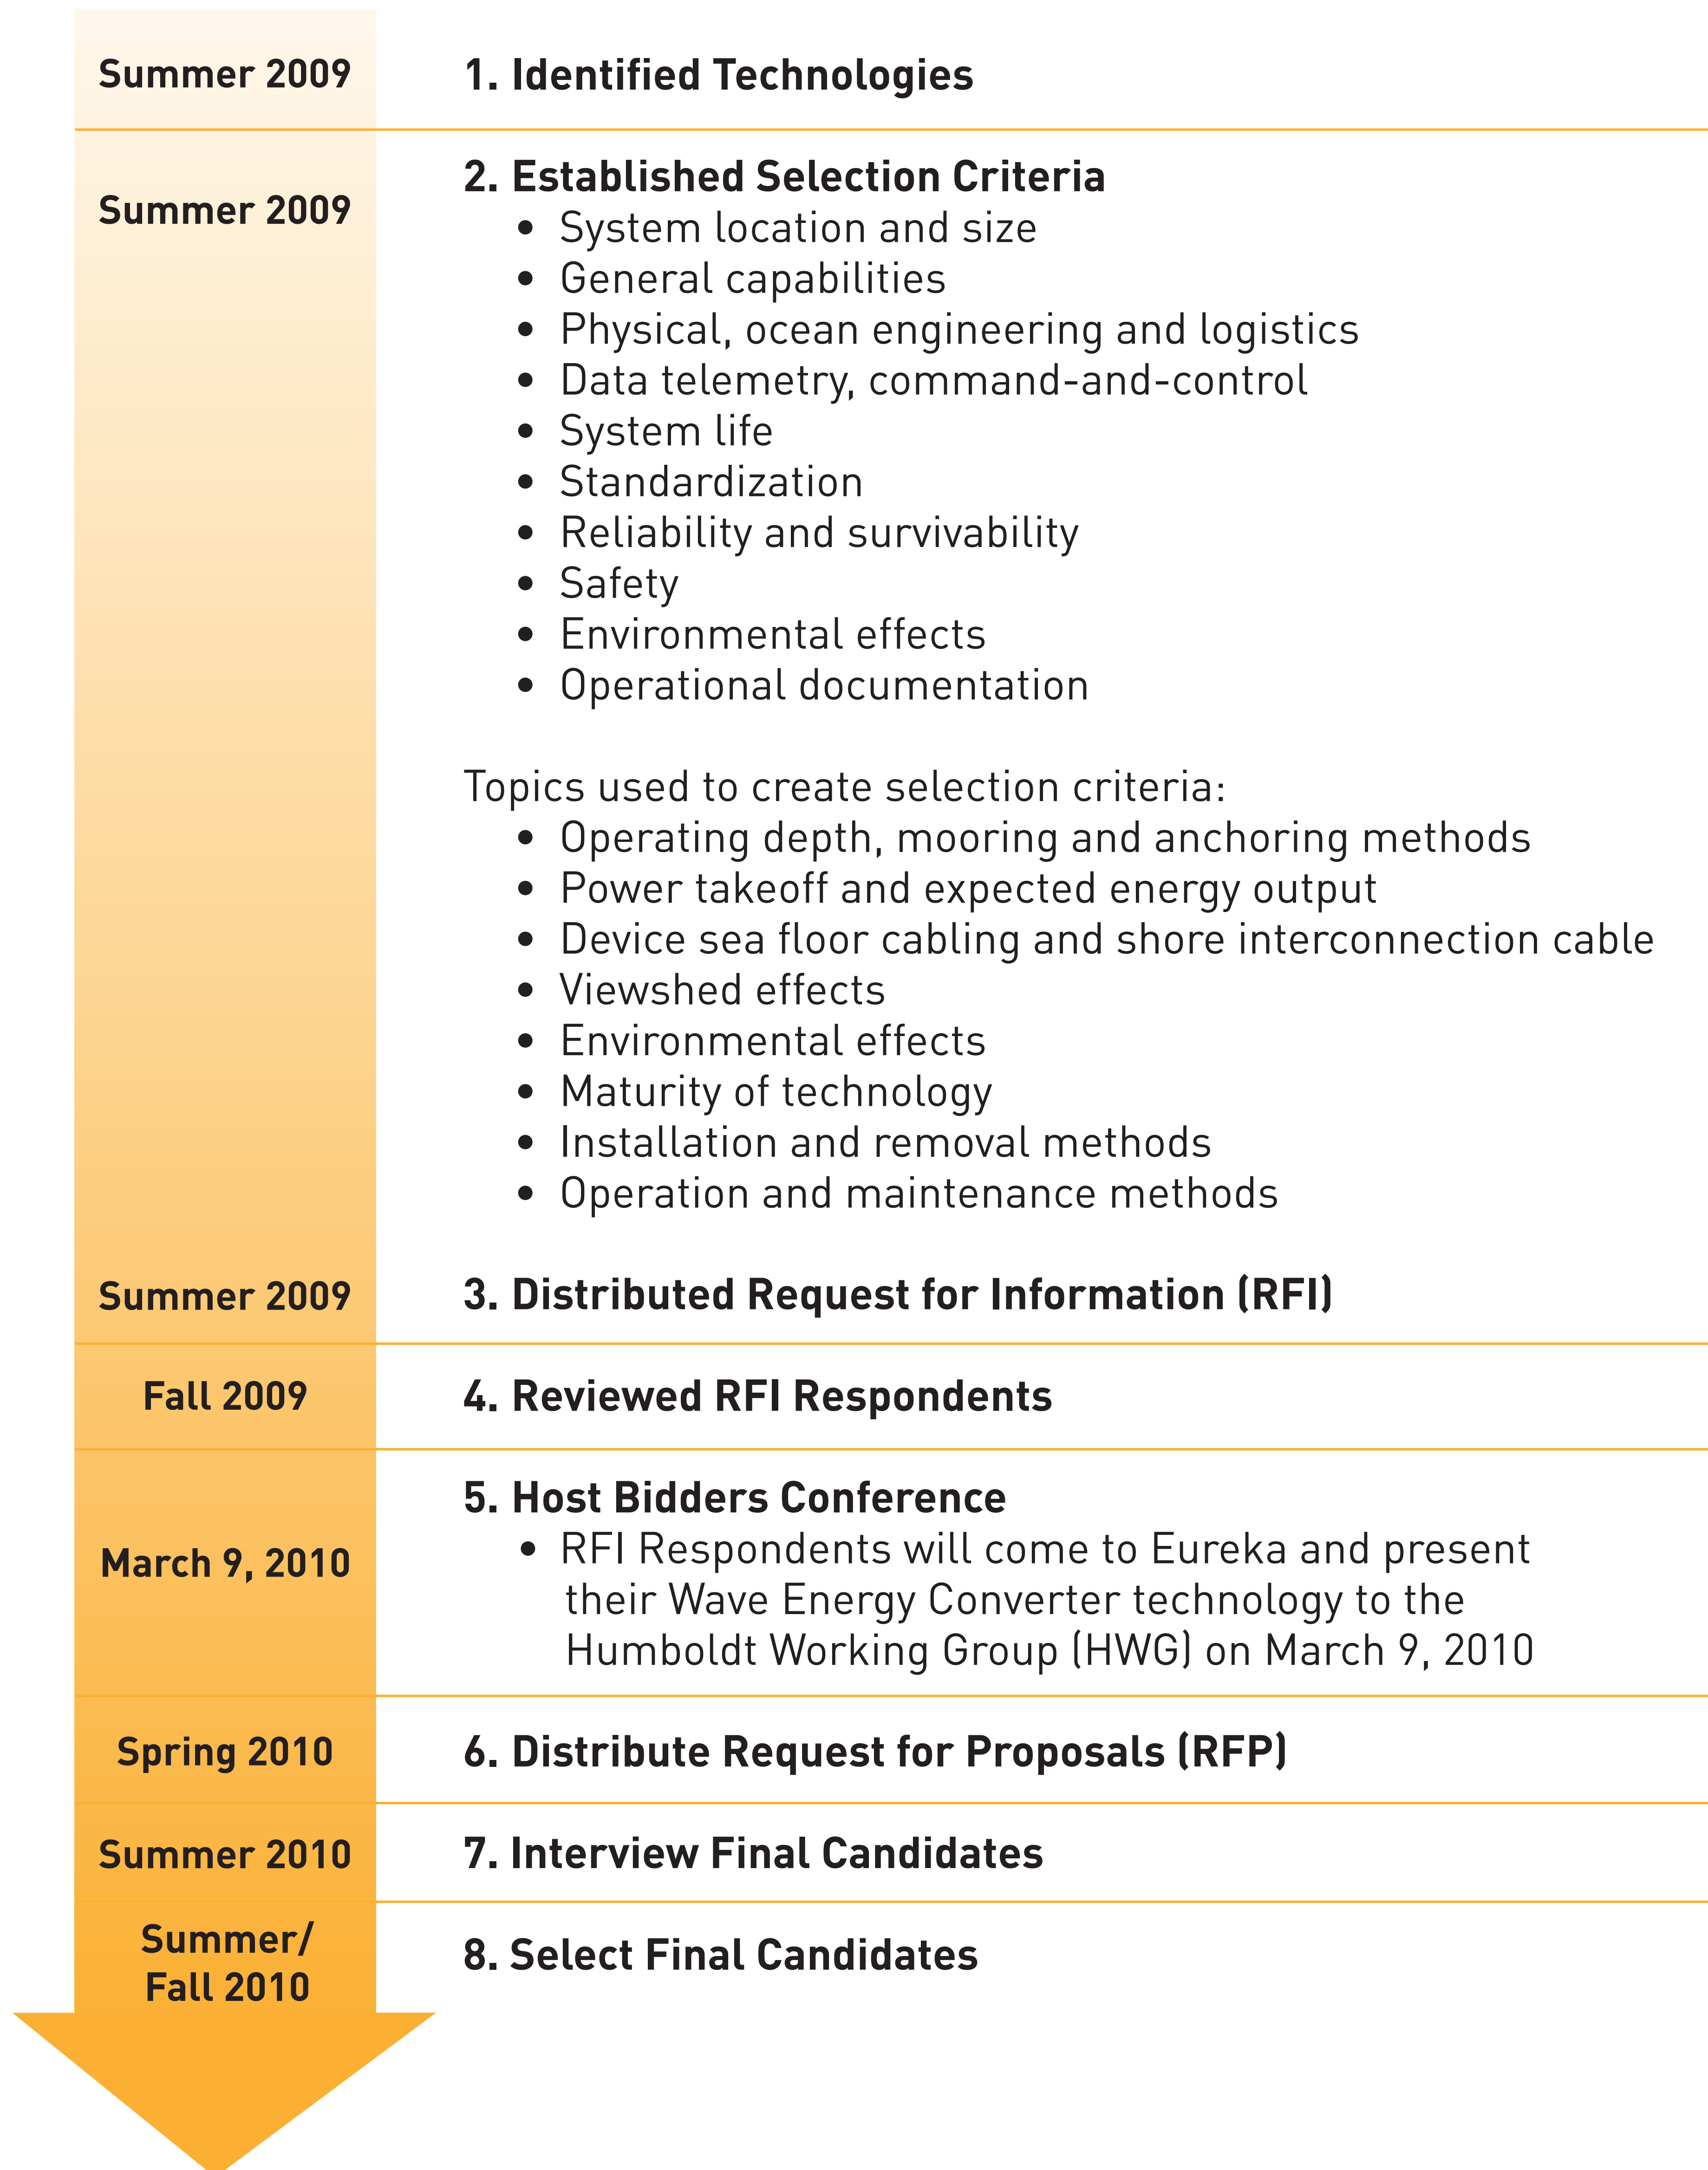 Summer 2009
1. Identified Technologies
Summer 2009
2. Established Selection Criteria
• System location and size
• General capabilities
• Physical, ocean engineering and logistics
• Data telemetry, command-and-control
• System life
• Standardization
• Reliability and survivability
• Safety
• Environmental effects
• Operational documentation
Topics used to create selection criteria:
• Operating depth, mooring and anchoring methods
• Power takeoff and expected energy output
• Device sea floor cabling and shore interconnection cable
• Viewshed effects
• Environmental effects
• Maturity of technology
• Installation and removal methods
• Operation and maintenance methods
Summer 2009
3. Distributed Request for Information (RFI)
Fall 2009
4. Reviewed RFI Respondents
March 9, 2010
5. Host Bidders Conference
• RFI Respondents will come to Eureka and present
their Wave Energy Converter technology to the
Humboldt Working Group (HWG) on March 9, 2010
Spring 2010
6. Distribute Request for Proposals (RFP)
Summer 2010
7. Interview Final Candidates
Summer/
Fall 2010
8. Select Final Candidates